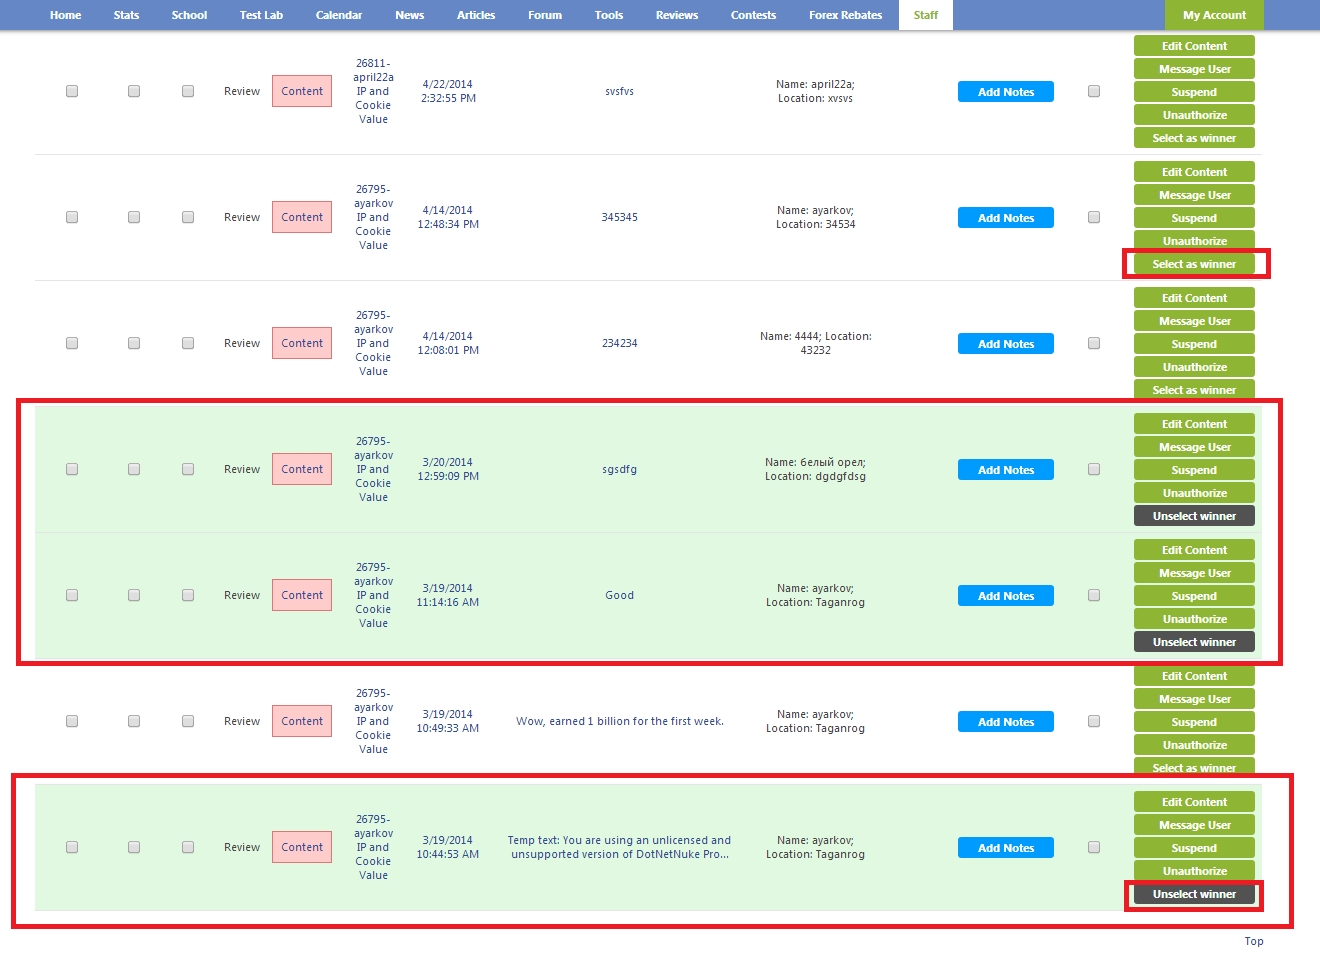 Home Stats School Test Lab Calendar News Articles Forum Tools Reviews Contests Forex Rebates Staff My Account
Review
Content
26811-
april22a
IP and
Cookie
Value
4/22/2014
2:32:55 PM
svsfvs
Name: april22a;
Location: xvsvs
Add Notes
Edit Content
Message User
Suspend
Unauthorize
Select as winner
Review
Content
26795-
ayarkov
IP and
Cookie
Value
4/14/2014
12:48:34 PM
345345
Name: ayarkov;
Location: 34534
Add Notes
Edit Content
Message User
Suspend
Unauthorize
Select as winner
Review
Content
26795-
ayarkov
IP and
Cookie
Value
4/14/2014
12:08:01 PM
234234
Name: 4444; Location:
43232
Add Notes
Edit Content
Message User
Suspend
Unauthorize
Select as winner
Review
Content
26795-
ayarkov
IP and
Cookie
Value
3/20/2014
12:59:09 PM
sgsdfg
Name: белый орел;
Location: dgdgfdsg
Add Notes
Edit Content
Message User
Suspend
Unauthorize
Unselect winner
Review
Content
26795-
ayarkov
IP and
Cookie
Value
3/19/2014
11:14:16 AM
Good
Name: ayarkov;
Location: Taganrog
Add Notes
Edit Content
Message User
Suspend
Unauthorize
Unselect winner
Review
Content
26795-
ayarkov
IP and
Cookie
Value
3/19/2014
10:49:33 AM
Wow, earned 1 billion for the first week.
Name: ayarkov;
Location: Taganrog
Add Notes
Edit Content
Message User
Suspend
Unauthorize
Select as winner
Review
Content
26795-
ayarkov
IP and
Cookie
Value
3/19/2014
10:44:53 AM
Temp text: You are using an unlicensed and
unsupported version of DotNetNuke Pro...
Name: ayarkov;
Location: Taganrog
Add Notes
Edit Content
Message User
Suspend
Unauthorize
Unselect winner
Top